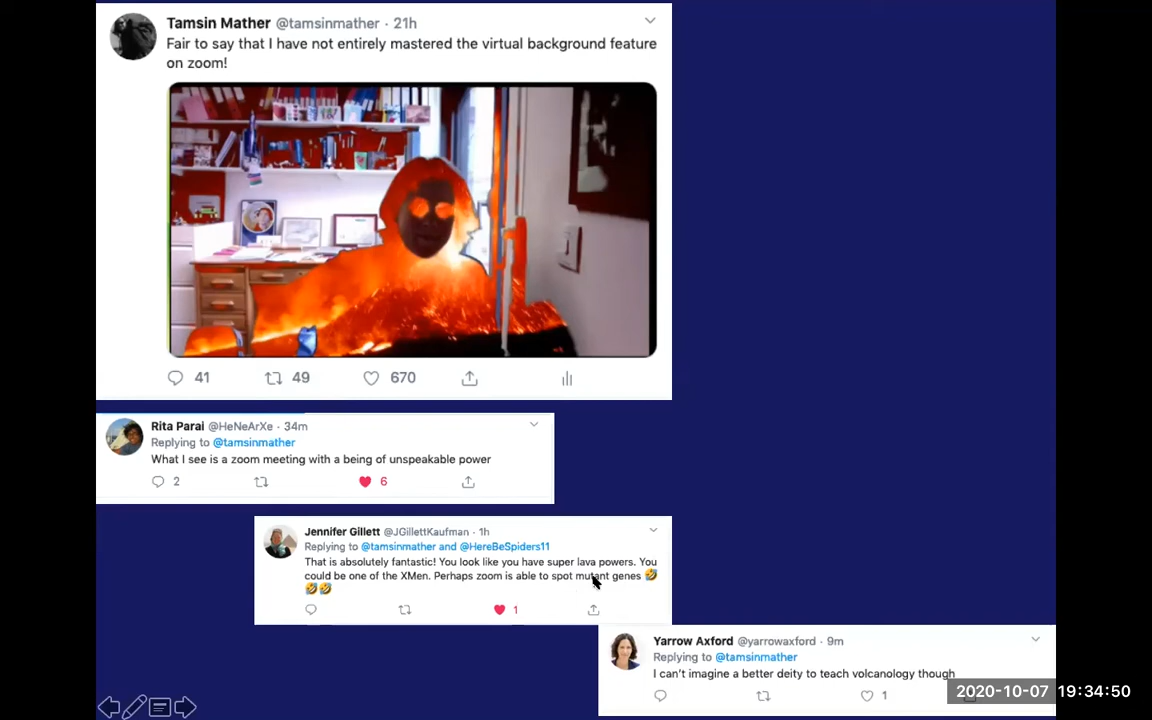 Tamsin Mather @tamsinmather · 21h
Fair to say that I have not entirely mastered the virtual background feature
on zoom!
41 49 670
Rita Parai @HeNeArXe · 34m
Replying to @tamsinmather
What I see is a zoom meeting with a being of unspeakable power
2 6
Jennifer Gillett @JGillettKaufman · 1h
Replying to @tamsinmather and @HereBeSpiders11
That is absolutely fantastic! You look like you have super lava powers. You
could be one of the XMen. Perhaps zoom is able to spot mutant genes 🤣
🤣🤣
1
Yarrow Axford @yarrowaxford · 9m
Replying to @tamsinmather
I can't imagine a better deity to teach volcanology though
1
2020-10-07 19:34:50